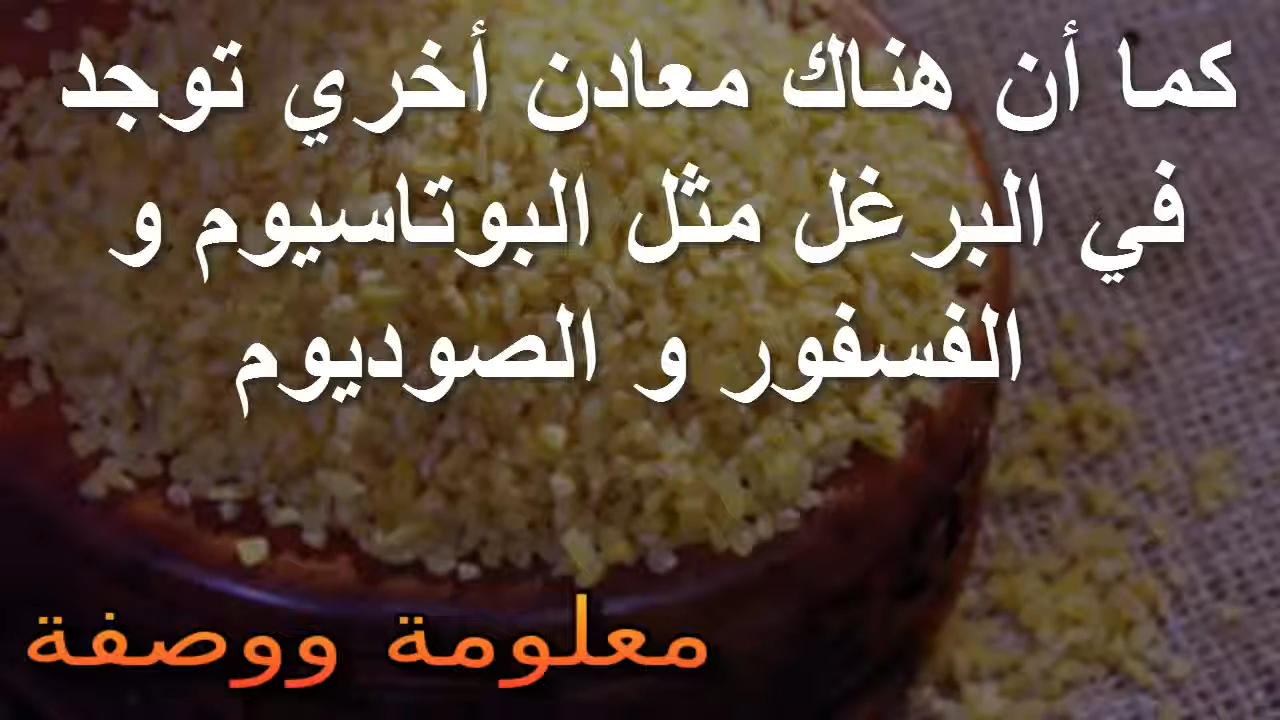 كما أن هناك معادن أخري توجد
في البرغل مثل البوتاسيوم و
الفسفور و الصوديوم
معلومة ووصفة